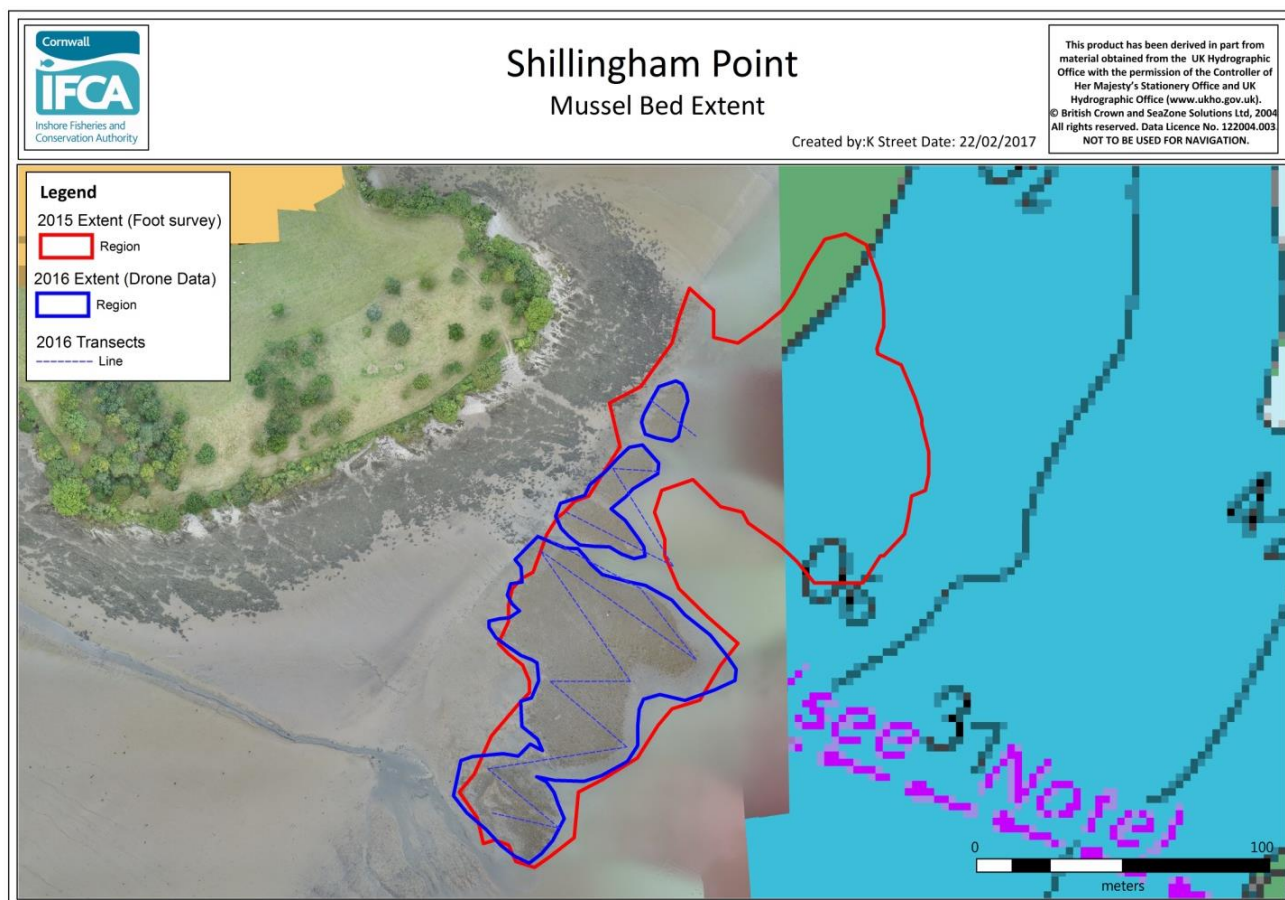 Cornwall
IFCA
Inshore Fisheries and
Conservation Authority
Shillingham Point
Mussel Bed Extent
Created by:K Street Date: 22/02/2017
This product has been derived in part from
material obtained from the UK Hydrographic
Office with the permission of the Controller of
Her Majesty's Stationery Office and UK
Hydrographic Office (www.ukho.gov.uk).
© British Crown and SeaZone Solutions Ltd, 2004
All rights reserved. Data Licence No. 122004.003
NOT TO BE USED FOR NAVIGATION.
Legend
2015 Extent (Foot survey)
Region
2016 Extent (Drone Data)
Region
2016 Transects
Line
(see Note)
37
0 100
meters